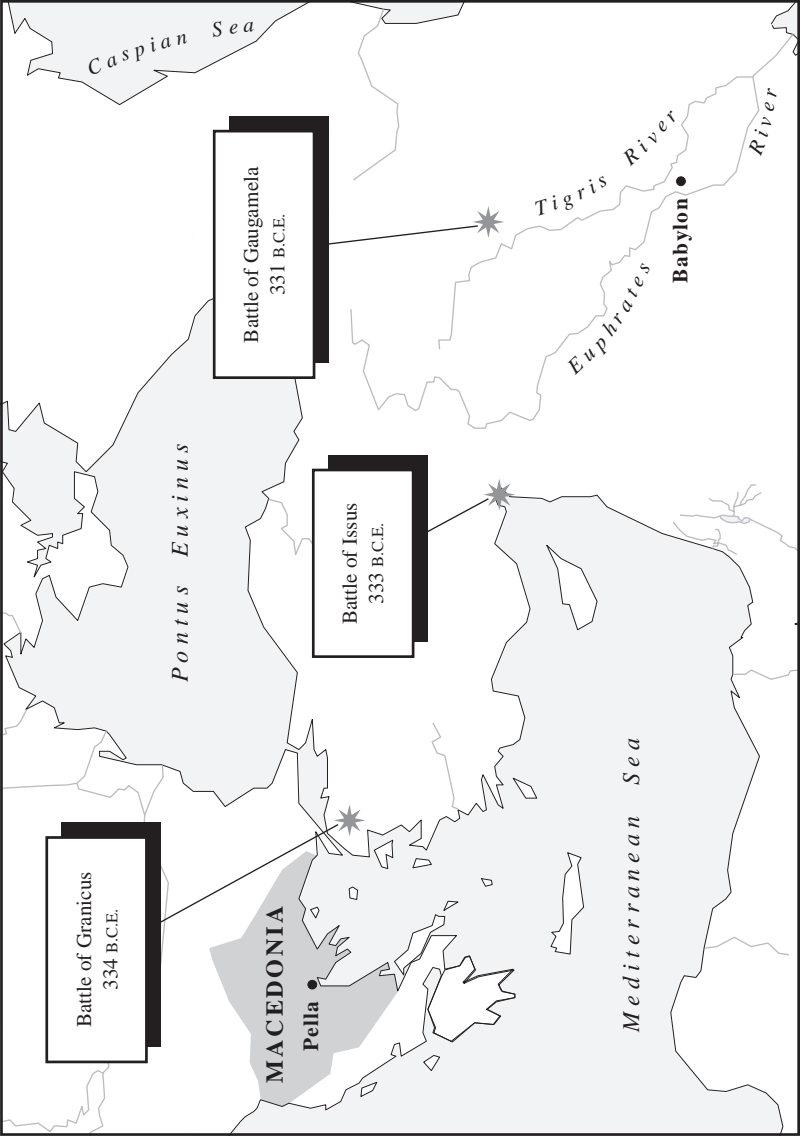 Caspian Sea
Battle of Gaugamela
331 B.C.E.
Tigris River
Babylon
Euphrates River
Pontus Euxinus
Battle of Issus
333 B.C.E.
Battle of Granicus
334 B.C.E.
MACEDONIA
Pella
Mediterranean Sea